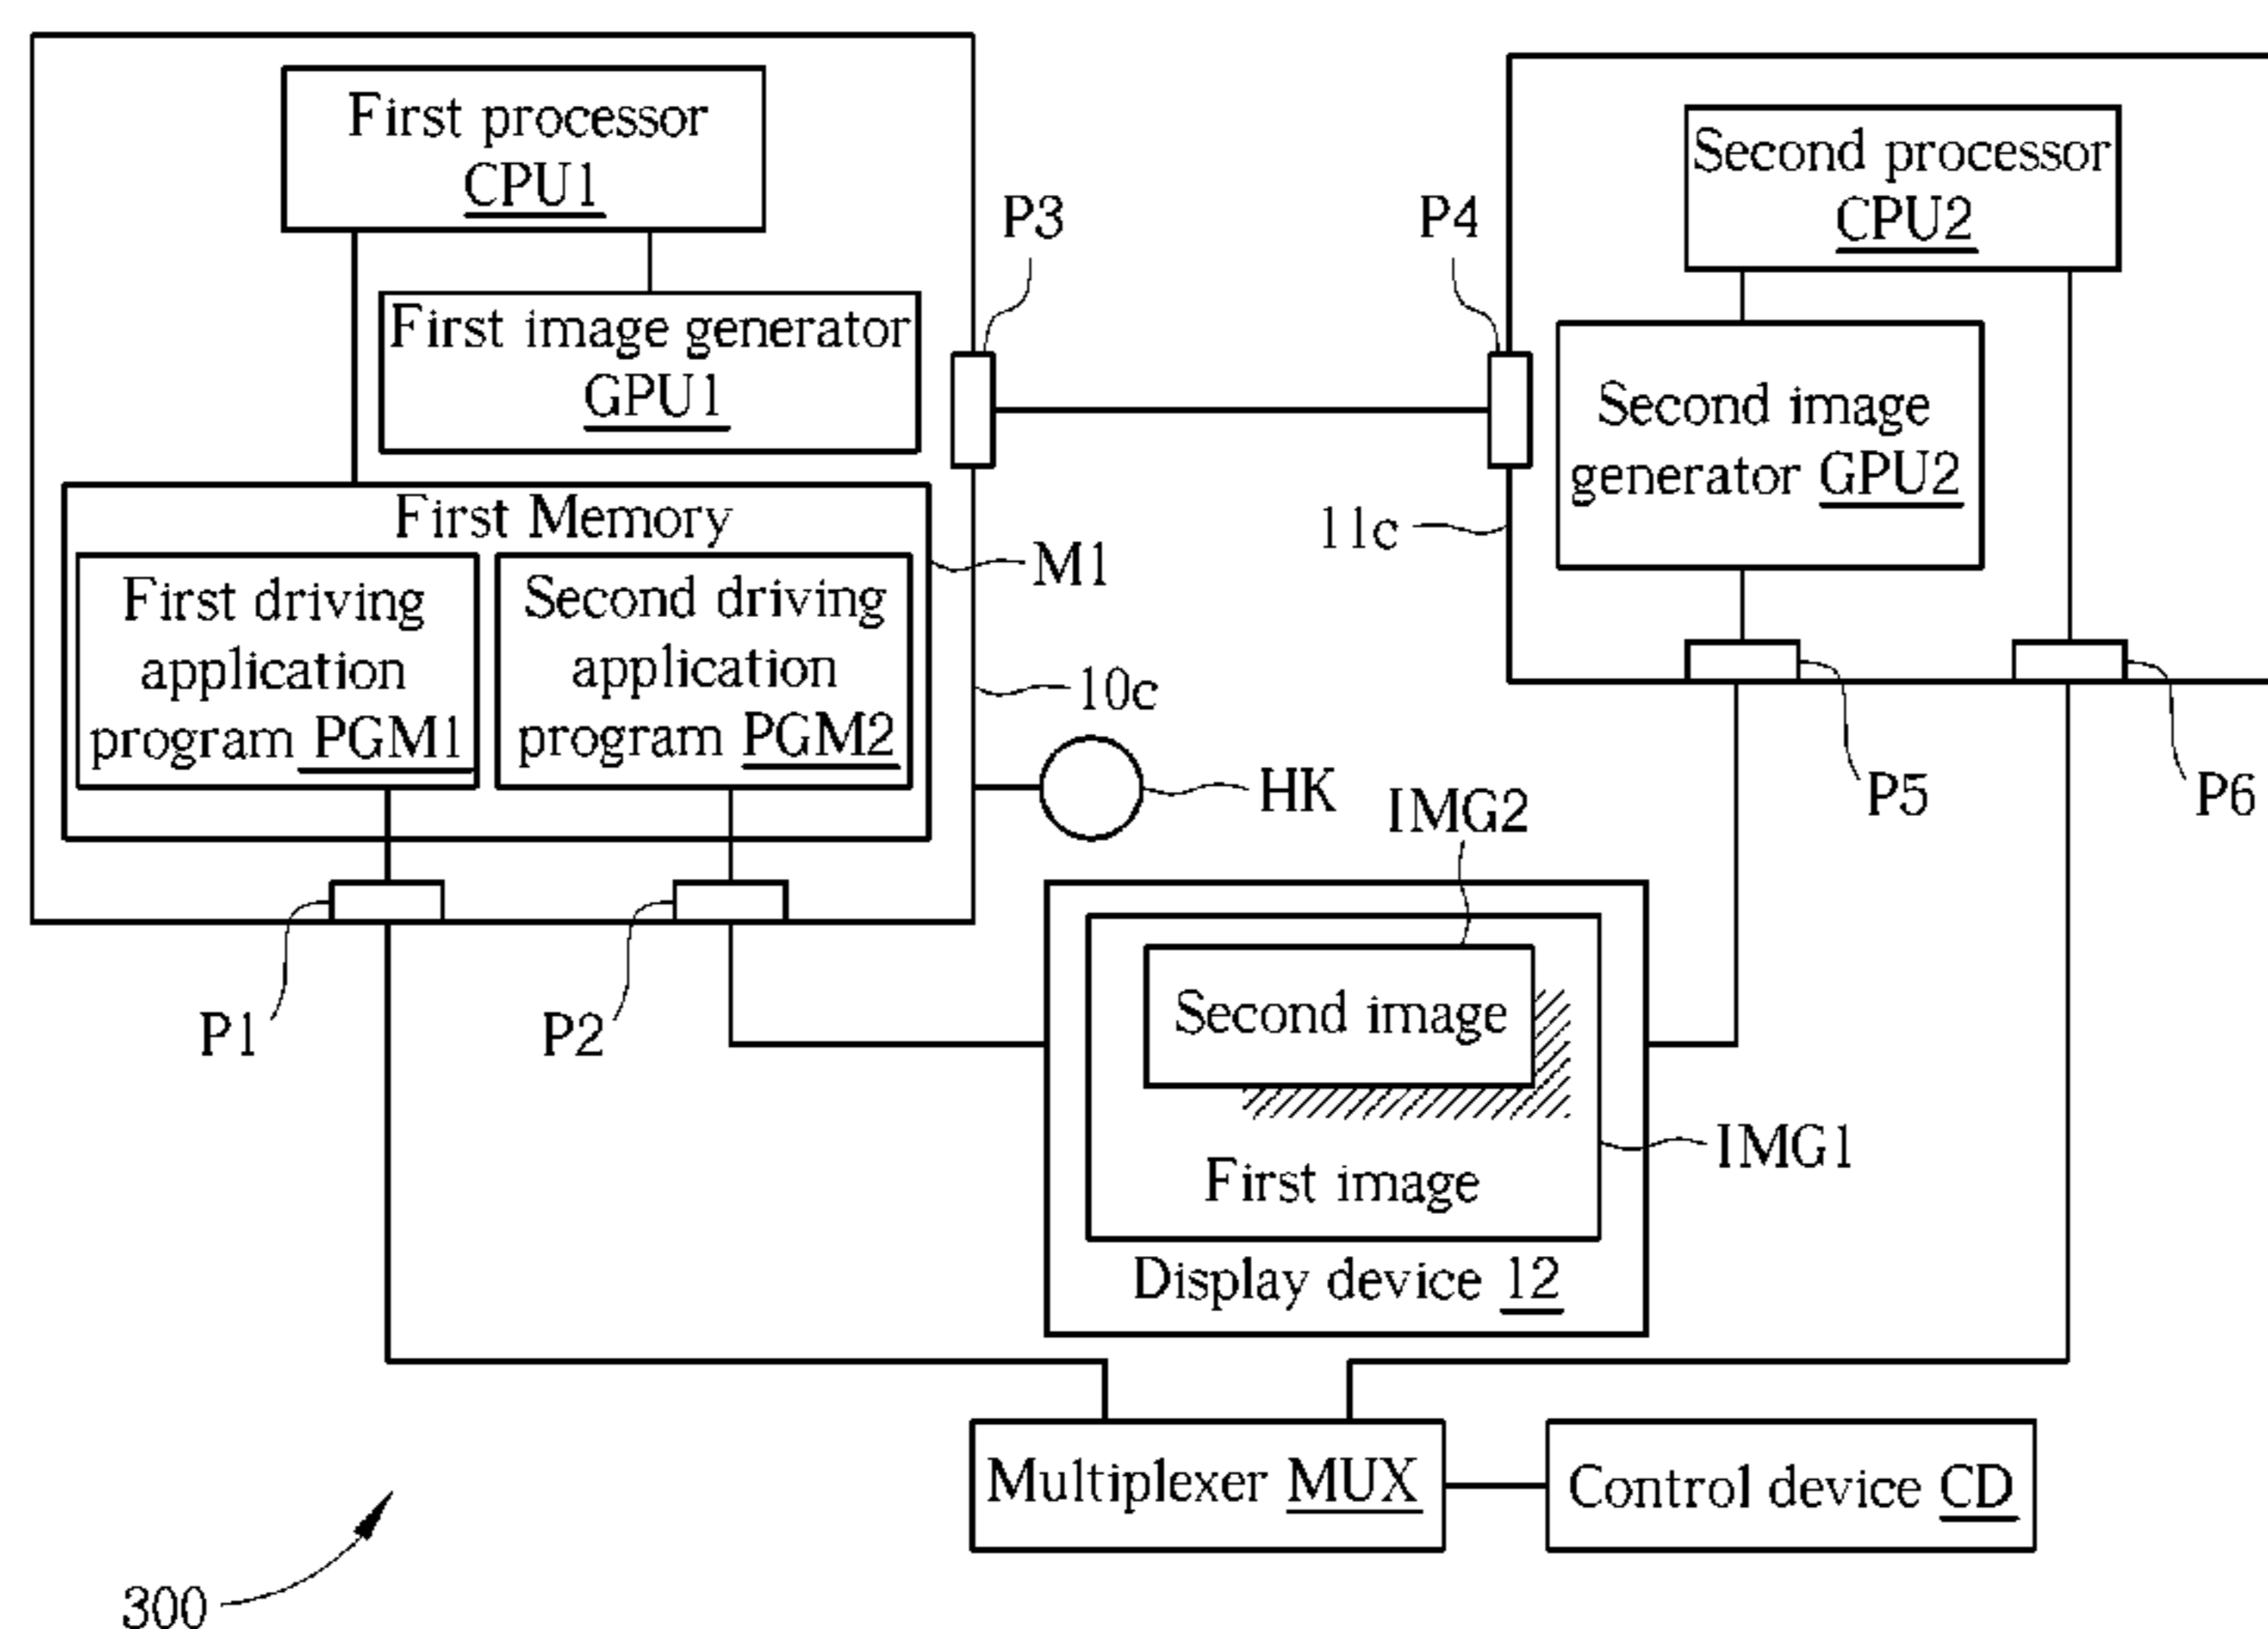 First processor
CPU1
First image generator
GPU1
First Memory
First driving
application
program PGM1
Second driving
application
program PGM2
M1
10c
HK
P1
P2
P3
P4
11c
Second processor
CPU2
Second image
generator GPU2
P5
P6
IMG2
Second image
First image
IMG1
Display device 12
Multiplexer MUX
Control device CD
300